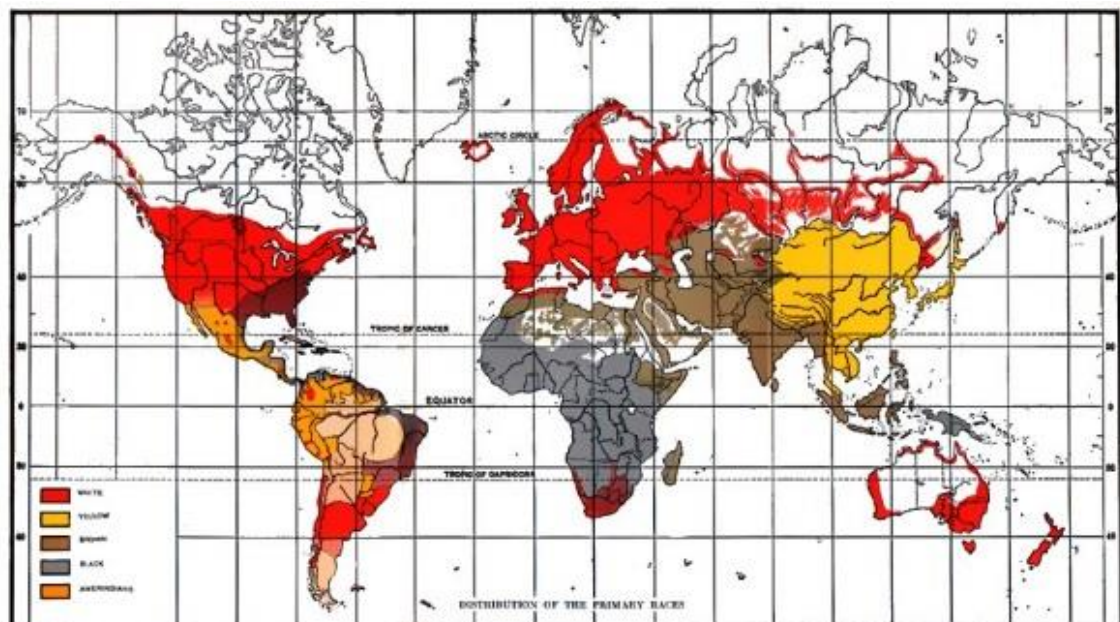 ARCTIC CIRCLE
TROPIC OF CANCER
EQUATOR
TROPIC OF CAPRICORN
WHITE
YELLOW
BROWN
BLACK
AMERINDIANS
DISTRIBUTION OF THE PRIMARY RACES